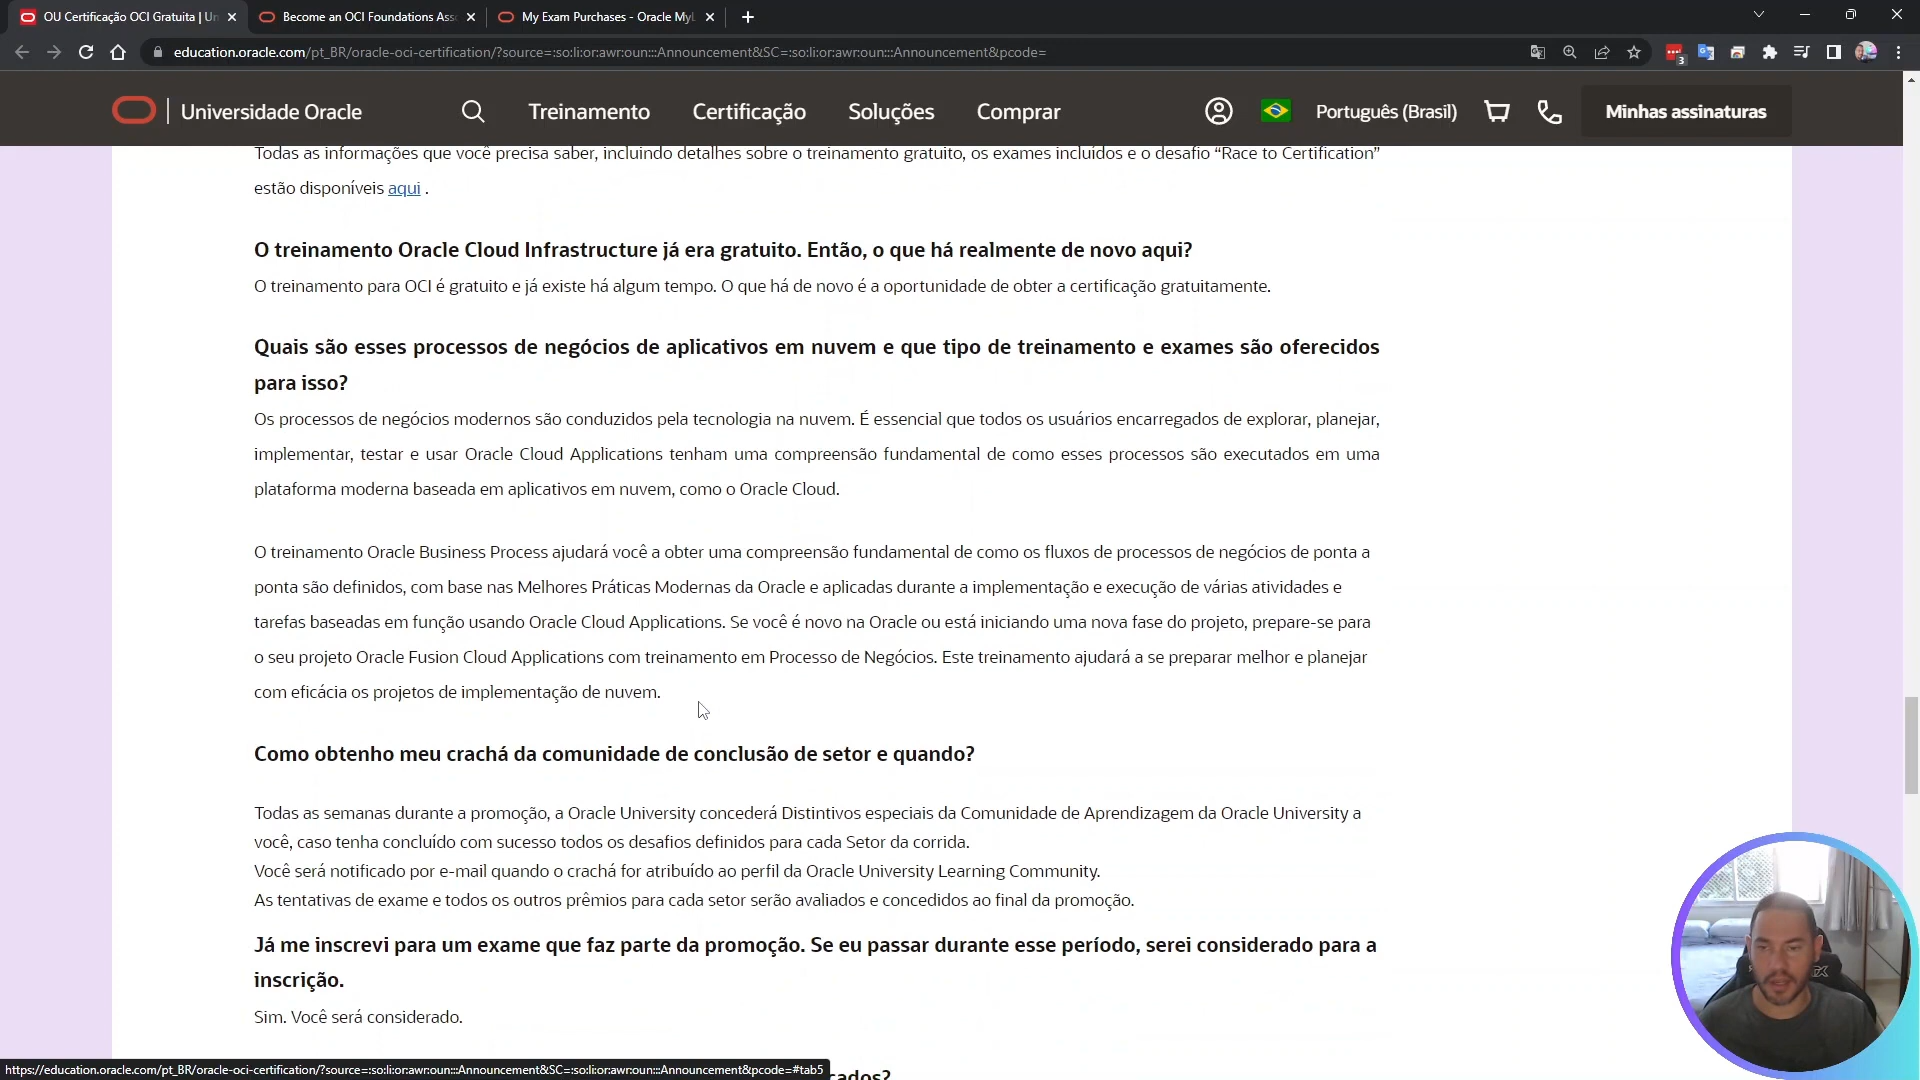 OU Certificação OCI Gratuita | Un
Become an OCI Foundations Asso
My Exam Purchases - Oracle MyL
education.oracle.com/pt_BR/oracle-oci-certification/?source=:so:li:or:awr:oun:::Announcement&SC=:so:li:or:awr:oun:::Announcement&pcode=
3
Universidade Oracle
Treinamento
Certificação
Soluções
Comprar
Português (Brasil)
Minhas assinaturas
Todas as informações que você precisa saber, incluindo detalhes sobre o treinamento gratuito, os exames incluídos e o desafio “Race to Certification”
estão disponíveis aqui .
O treinamento Oracle Cloud Infrastructure já era gratuito. Então, o que há realmente de novo aqui?
O treinamento para OCI é gratuito e já existe há algum tempo. O que há de novo é a oportunidade de obter a certificação gratuitamente.
Quais são esses processos de negócios de aplicativos em nuvem e que tipo de treinamento e exames são oferecidos
para isso?
Os processos de negócios modernos são conduzidos pela tecnologia na nuvem. É essencial que todos os usuários encarregados de explorar, planejar,
implementar, testar e usar Oracle Cloud Applications tenham uma compreensão fundamental de como esses processos são executados em uma
plataforma moderna baseada em aplicativos em nuvem, como o Oracle Cloud.
O treinamento Oracle Business Process ajudará você a obter uma compreensão fundamental de como os fluxos de processos de negócios de ponta a
ponta são definidos, com base nas Melhores Práticas Modernas da Oracle e aplicadas durante a implementação e execução de várias atividades e
tarefas baseadas em função usando Oracle Cloud Applications. Se você é novo na Oracle ou está iniciando uma nova fase do projeto, prepare-se para
o seu projeto Oracle Fusion Cloud Applications com treinamento em Processo de Negócios. Este treinamento ajudará a se preparar melhor e planejar
com eficácia os projetos de implementação de nuvem.
Como obtenho meu crachá da comunidade de conclusão de setor e quando?
Todas as semanas durante a promoção, a Oracle University concederá Distintivos especiais da Comunidade de Aprendizagem da Oracle University a
você, caso tenha concluído com sucesso todos os desafios definidos para cada Setor da corrida.
Você será notificado por e-mail quando o crachá for atribuído ao perfil da Oracle University Learning Community.
As tentativas de exame e todos os outros prêmios para cada setor serão avaliados e concedidos ao final da promoção.
Já me inscrevi para um exame que faz parte da promoção. Se eu passar durante esse período, serei considerado para a
inscrição.
Sim. Você será considerado.
https://education.oracle.com/pt_BR/oracle-oci-certification/?source=:so:li:or:awr:oun:::Announcement&SC=:so:li:or:awr:oun:::Announcement&pcode=#tab5
cados?